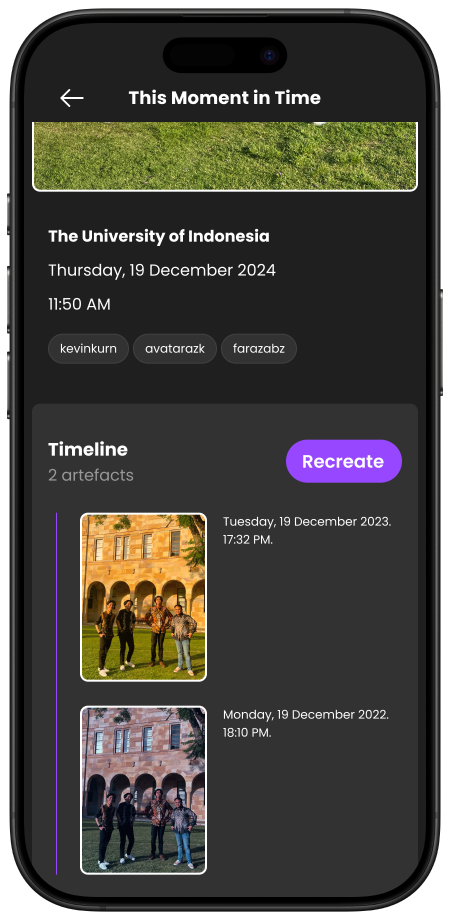 This Moment in Time
The University of Indonesia
Thursday, 19 December 2024
11:50 AM
kevinkurn avatarazk farazabz
Timeline
2 artefacts
Recreate
Tuesday, 19 December 2023.
17:32 PM.
Monday, 19 December 2022.
18:10 PM.